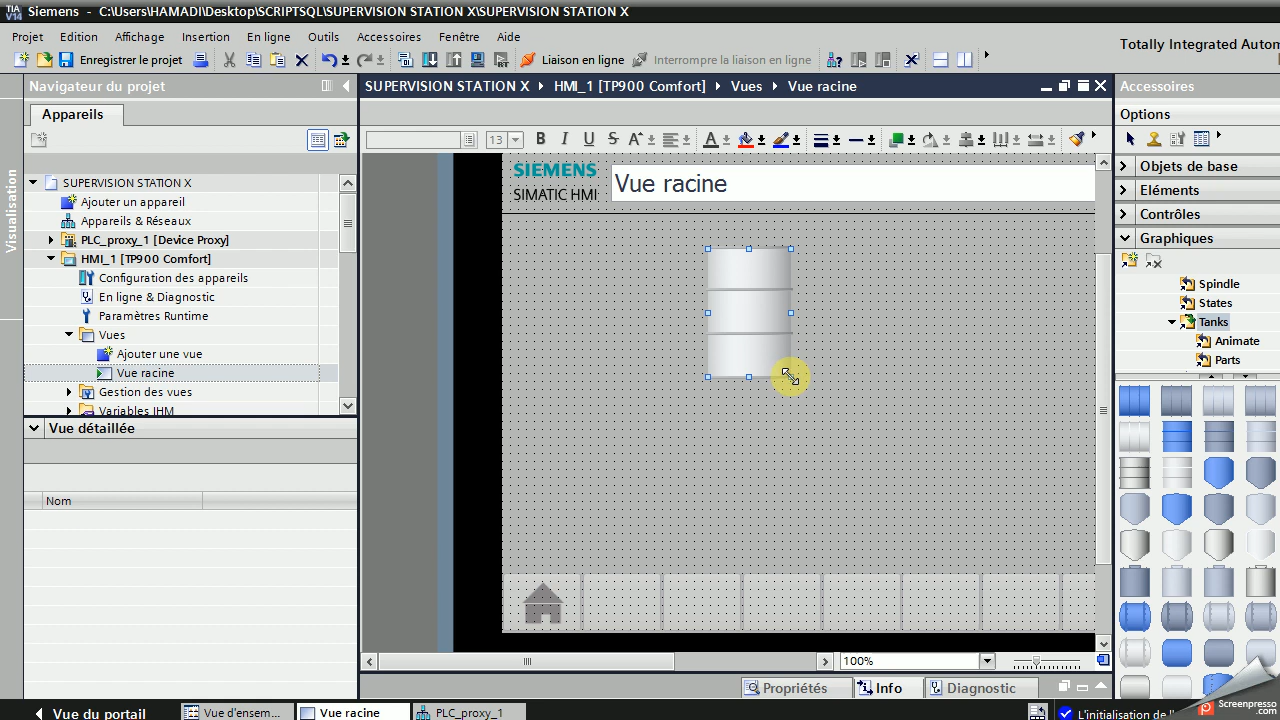 TIA V14 Siemens - C:\Users\HAMADI\Desktop\SCRIPTSQL\SUPERVISION STATION X\SUPERVISION STATION X
Projet Edition Affichage Insertion En ligne Outils Accessoires Fenêtre Aide
Totally Integrated Autom
Enregistrer le projet Liaison en ligne Interrompre la liaison en ligne
Navigateur du projet
SUPERVISION STATION X HMI_1 [TP900 Comfort] Vues Vue racine
Accessoires
Appareils
Options
13 B I U S A A
Visualisation
SUPERVISION STATION X
Ajouter un appareil
Appareils & Réseaux
PLC_proxy_1 [Device Proxy]
HMI_1 [TP900 Comfort]
Configuration des appareils
En ligne & Diagnostic
Paramètres Runtime
Vues
Ajouter une vue
Vue racine
Gestion des vues
Variables IHM
Vue détaillée
Nom
SIEMENS
SIMATIC HMI
Vue racine
Objets de base
Eléments
Contrôles
Graphiques
Spindle
States
Tanks
Animate
Parts
100%
Propriétés Info Diagnostic
Vue du portail Vue d'ensem... Vue racine PLC_proxy_1
L'initialisation de l'
Screenpresso
.com